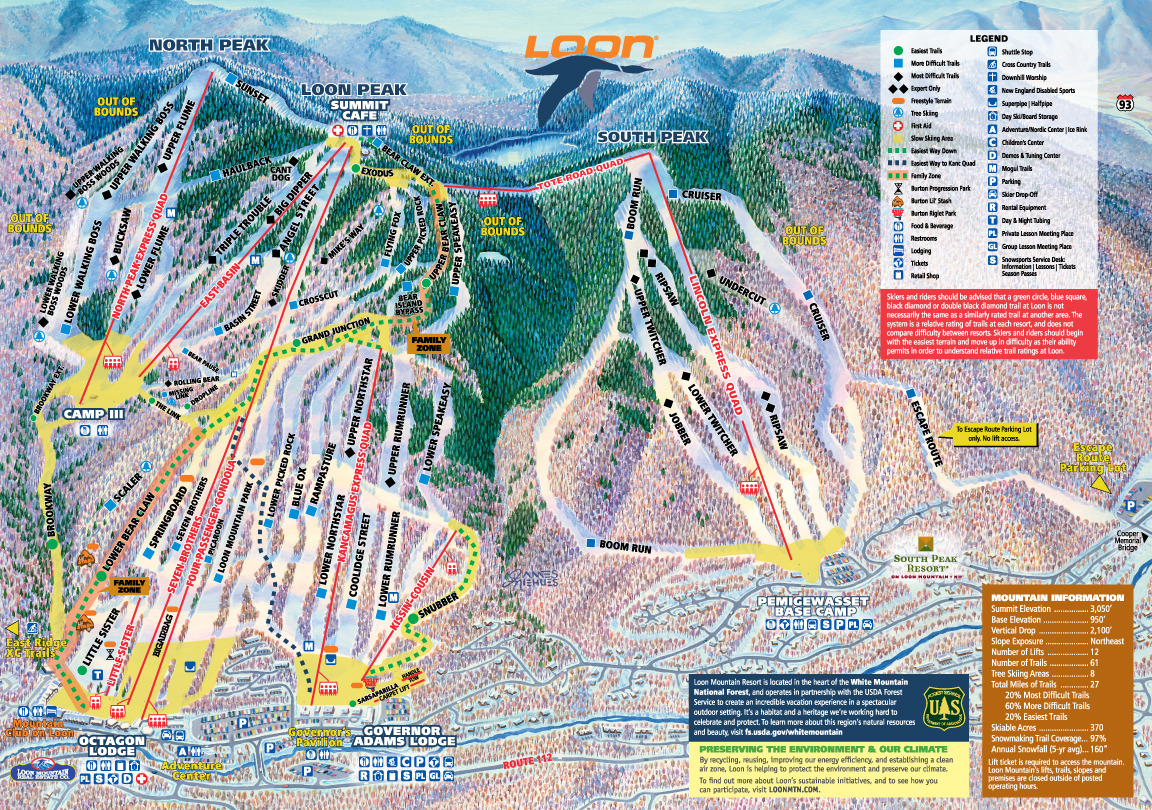 NORTH PEAK
LOON®
LOON PEAK
SUMMIT
CAFE
SOUTH PEAK
OUT OF
BOUNDS
SUNSET
UPPER WALKING BOSS
UPPER FLUME
UPPER WALKING
BOSS WOODS
HAULBACK
CANT
DOG
EXODUS
BEAR CLAW EXT.
OUT OF
BOUNDS
TOTE ROAD QUAD
OUT OF
BOUNDS
LOWER WALKING BOSS
LOWER WALKING
BOSS WOODS
BUCKSAW
NORTH PEAK EXPRESS QUAD
LOWER FLUME
M
TRIPLE TROUBLE
BIG DIPPER
ANGEL STREET
EAST BASIN
M
SKIDDER
MIKE'S WAY
FLYING FOX
UPPER PICKED ROCK
UPPER BEAR CLAW
UPPER SPEAKEASY
OUT OF
BOUNDS
BASIN STREET
CROSSCUT
BEAR
ISLAND
BYPASS
GRAND JUNCTION
FAMILY
ZONE
BROOKWAY EXT.
BEAR PAUSE
ROLLING BEAR
MISSING
LINK
DROPLINE
THE LINK
CAMP III
BOOM RUN
CRUISER
OUT OF
BOUNDS
RIPSAW
UPPER TWITCHER
LINCOLN EXPRESS QUAD
UNDERCUT
CRUISER
LOWER TWITCHER
JOBBER
RIPSAW
ESCAPE ROUTE
To Escape Route Parking Lot
only. No lift access.
Escape
Route
Parking Lot
P
Cooper
Memorial
Bridge
BROOKWAY
SCALER
LOWER BEAR CLAW
SPRINGBOARD
SEVEN BROTHERS
SEVEN BROTHERS
FOUR-PASSENGER GONDOLA
PICAROON
LOON MOUNTAIN PARK
LOWER PICKED ROCK
BLUE OX
RAMPASTURE
UPPER NORTHSTAR
KANCAMAGUS EXPRESS QUAD
UPPER RUMRUNNER
LOWER SPEAKEASY
LOWER NORTHSTAR
COOLIDGE STREET
LOWER RUMRUNNER
M
KISSIN' COUSIN
SNUBBER
BOOM RUN
FAMILY
ZONE
LITTLE SISTER
LITTLE SISTER
BIGADIZBAG
T
M
SARSAPARILLA
CARPET LIFT
East Ridge
XC Trails
SOUTH PEAK
RESORT
ON LOON MOUNTAIN • NH
PEMIGEWASSET
BASE CAMP
S P PL
Mountain
Club on Loon
LOON MOUNTAIN
OCTAGON
LODGE
PL S P D
A
Adventure
Center
P
Governor's
Pavilion
P
GOVERNOR
ADAMS LODGE
C P T
R S PL GL
ROUTE 112
LEGEND
Easiest Trails
More Difficult Trails
Most Difficult Trails
Expert Only
Freestyle Terrain
Tree Skiing
First Aid
Slow Skiing Area
Easiest Way Down
Easiest Way to Kanc Quad
Family Zone
Burton Progression Park
Burton Lil' Stash
Burton Riglet Park
Food & Beverage
Restrooms
Lodging
Tickets
Retail Shop
Shuttle Stop
Cross Country Trails
Downhill Worship
New England Disabled Sports
Superpipe | Halfpipe
Day Ski/Board Storage
A Adventure/Nordic Center | Ice Rink
C Children's Center
D Demos & Tuning Center
M Mogul Trails
P Parking
Skier Drop-Off
R Rental Equipment
T Day & Night Tubing
PL Private Lesson Meeting Place
GL Group Lesson Meeting Place
S Snowsports Service Desk:
Information | Lessons | Tickets
Season Passes
93
Skiers and riders should be advised that a green circle, blue square,
black diamond or double black diamond trail at Loon is not
necessarily the same as a similarly rated trail at another area. The
system is a relative rating of trails at each resort, and does not
compare difficulty between resorts. Skiers and riders should begin
with the easiest terrain and move up in difficulty as their ability
permits in order to understand relative trail ratings at Loon.
MOUNTAIN INFORMATION
Summit Elevation ................ 3,050'
Base Elevation ..................... 950'
Vertical Drop ...................... 2,100'
Slope Exposure ............... Northeast
Number of Lifts .................. 12
Number of Trails ................. 61
Tree Skiing Areas ................ 8
Total Miles of Trails ............. 27
20% Most Difficult Trails
60% More Difficult Trails
20% Easiest Trails
Skiable Acres ..................... 370
Snowmaking Trail Coverage... 97%
Annual Snowfall (5-yr avg)... 160"
Lift ticket is required to access the mountain.
Loon Mountain's lifts, trails, slopes and
premises are closed outside of posted
operating hours.
Loon Mountain Resort is located in the heart of the White Mountain
National Forest, and operates in partnership with the USDA Forest
Service to create an incredible vacation experience in a spectacular
outdoor setting. It's a habitat and a heritage we're working hard to
celebrate and protect. To learn more about this region's natural resources
and beauty, visit fs.usda.gov/whitemountain
FOREST SERVICE
UAS
DEPARTMENT OF AGRICULTURE
PRESERVING THE ENVIRONMENT & OUR CLIMATE
By recycling, reusing, improving our energy efficiency, and establishing a clean
air zone, Loon is helping to protect the environment and preserve our climate.
To find out more about Loon's sustainable initiatives, and to see how you
can participate, visit LOONMTN.COM.